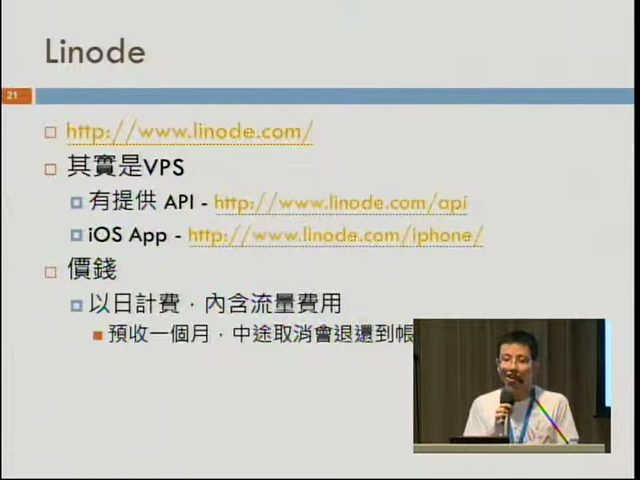 Linode
21
http://www.linode.com/
其實是VPS
有提供 API - http://www.linode.com/api
iOS App - http://www.linode.com/iphone/
價錢
以日計費，內含流量費用
預收一個月，中途取消會退還到帳